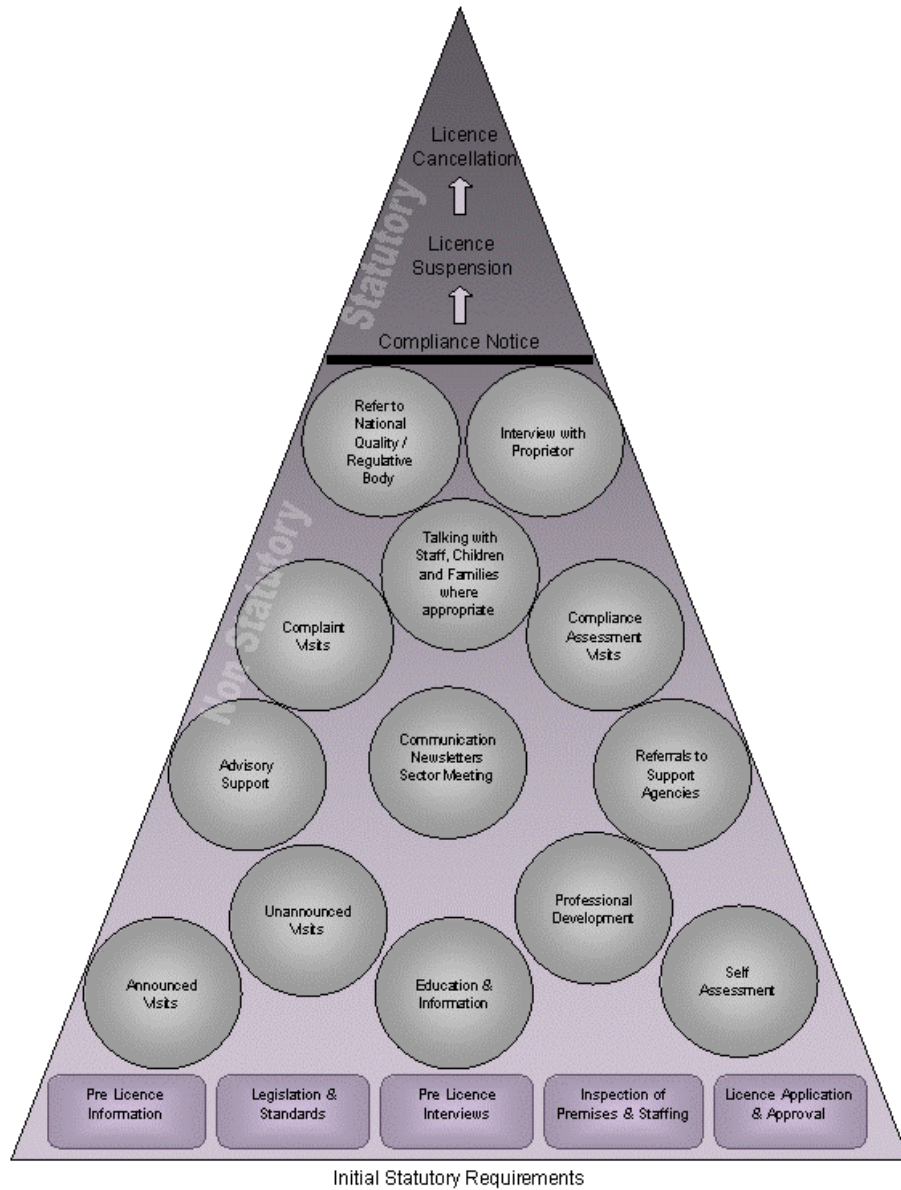 Licence
Cancellation
Statutory
Licence
Suspension
Compliance Notice
Refer to
National
Quality /
Regulative
Body
Interview with
Proprietor
Non Statutory
Talking with
Staff, Children
and Families
where
appropriate
Complaint
Visits
Compliance
Assessment
Visits
Advisory
Support
Communication
Newsletters
Sector Meeting
Referrals to
Support
Agencies
Unannounced
Visits
Professional
Development
Announced
Visits
Education &
Information
Self
Assessment
Pre Licence
Information
Legislation &
Standards
Pre Licence
Interviews
Inspection of
Premises & Staffing
Licence Application
& Approval
Initial Statutory Requirements